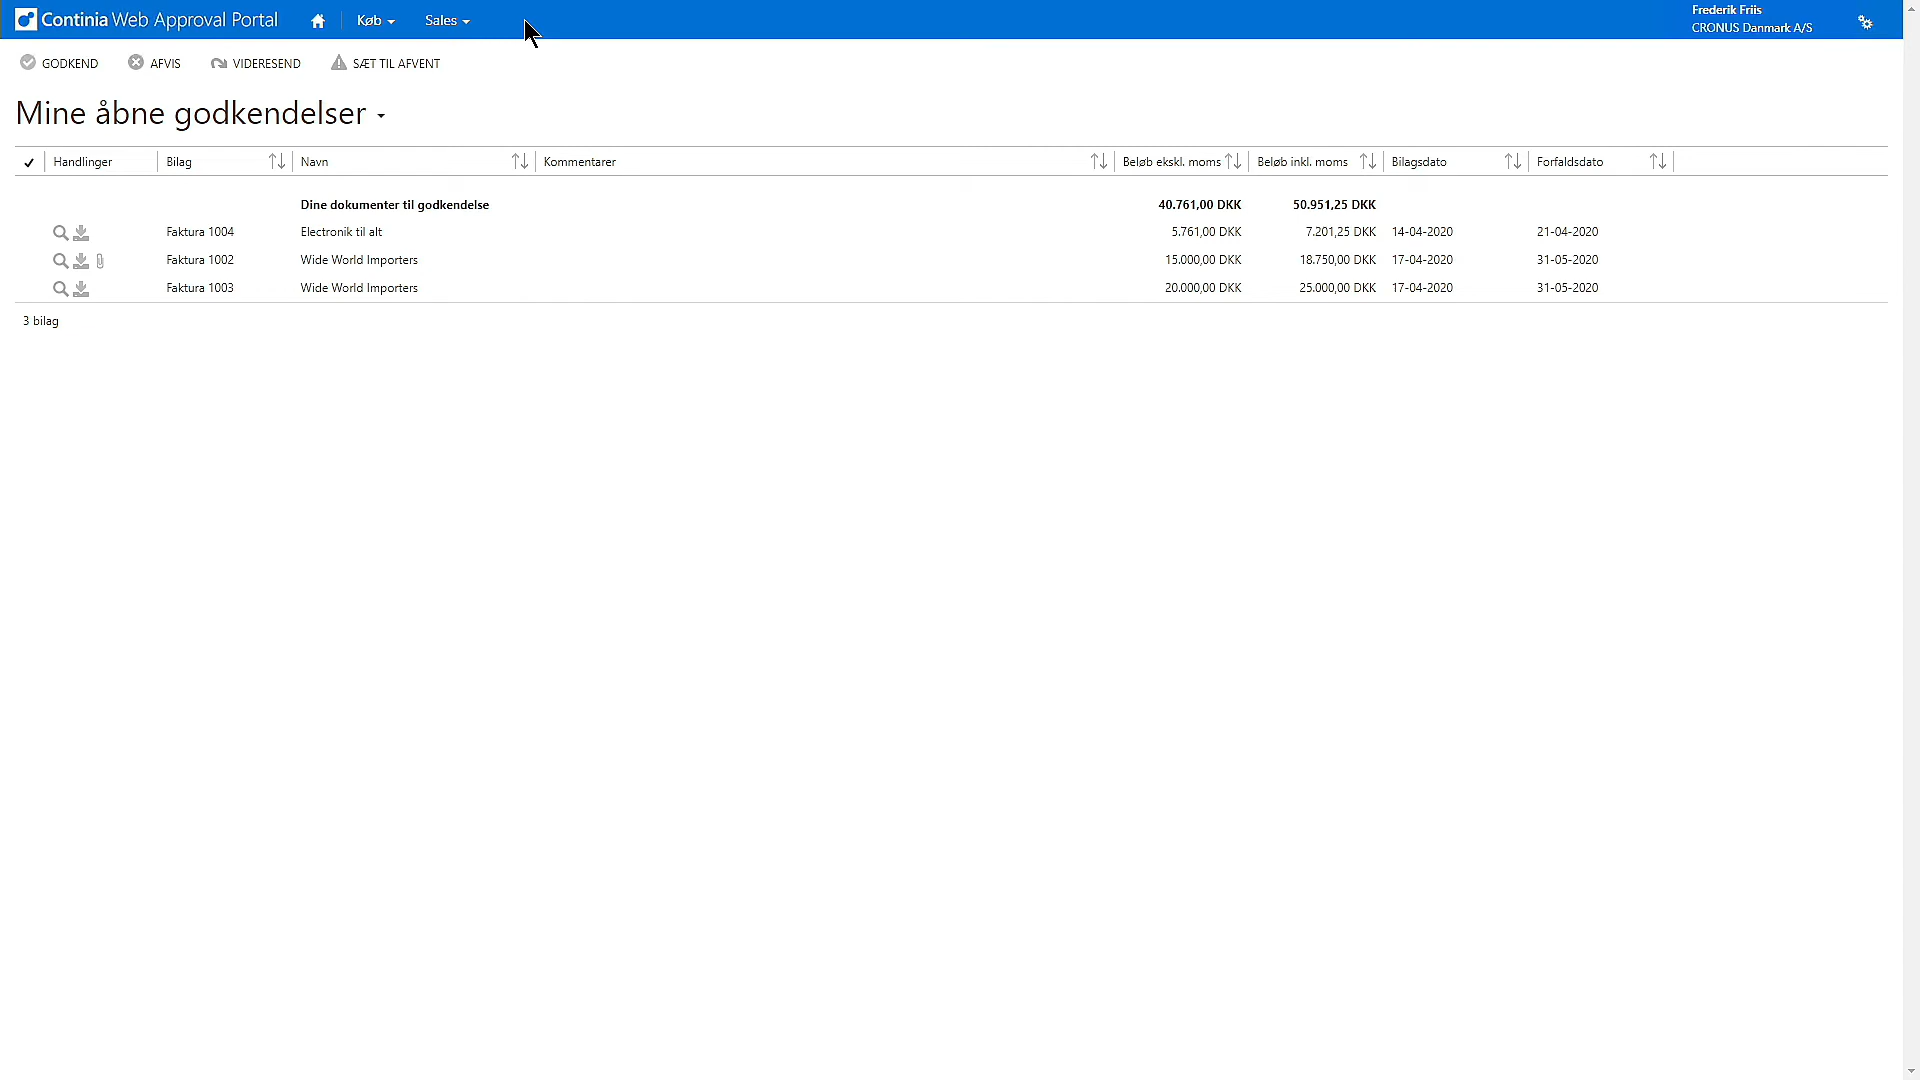 Continia Web Approval Portal Køb Sales Frederik Friis
CRONUS Danmark A/S
GODKEND AFVIS VIDERESEND SÆT TIL AFVENT
Mine åbne godkendelser
Handlinger Bilag Navn Kommentarer Beløb ekskl. moms Beløb inkl. moms Bilagsdato Forfaldsdato
Dine dokumenter til godkendelse 40.761,00 DKK 50.951,25 DKK
Faktura 1004 Electronik til alt 5.761,00 DKK 7.201,25 DKK 14-04-2020 21-04-2020
Faktura 1002 Wide World Importers 15.000,00 DKK 18.750,00 DKK 17-04-2020 31-05-2020
Faktura 1003 Wide World Importers 20.000,00 DKK 25.000,00 DKK 17-04-2020 31-05-2020
3 bilag